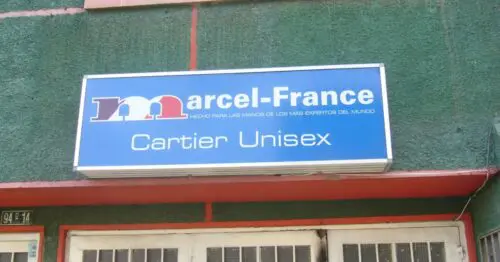 marcel-France
HECHO PARA LAS MANOS DE LOS MAS EXPERTOS DEL MUNDO
Cartier Unisex
94
14